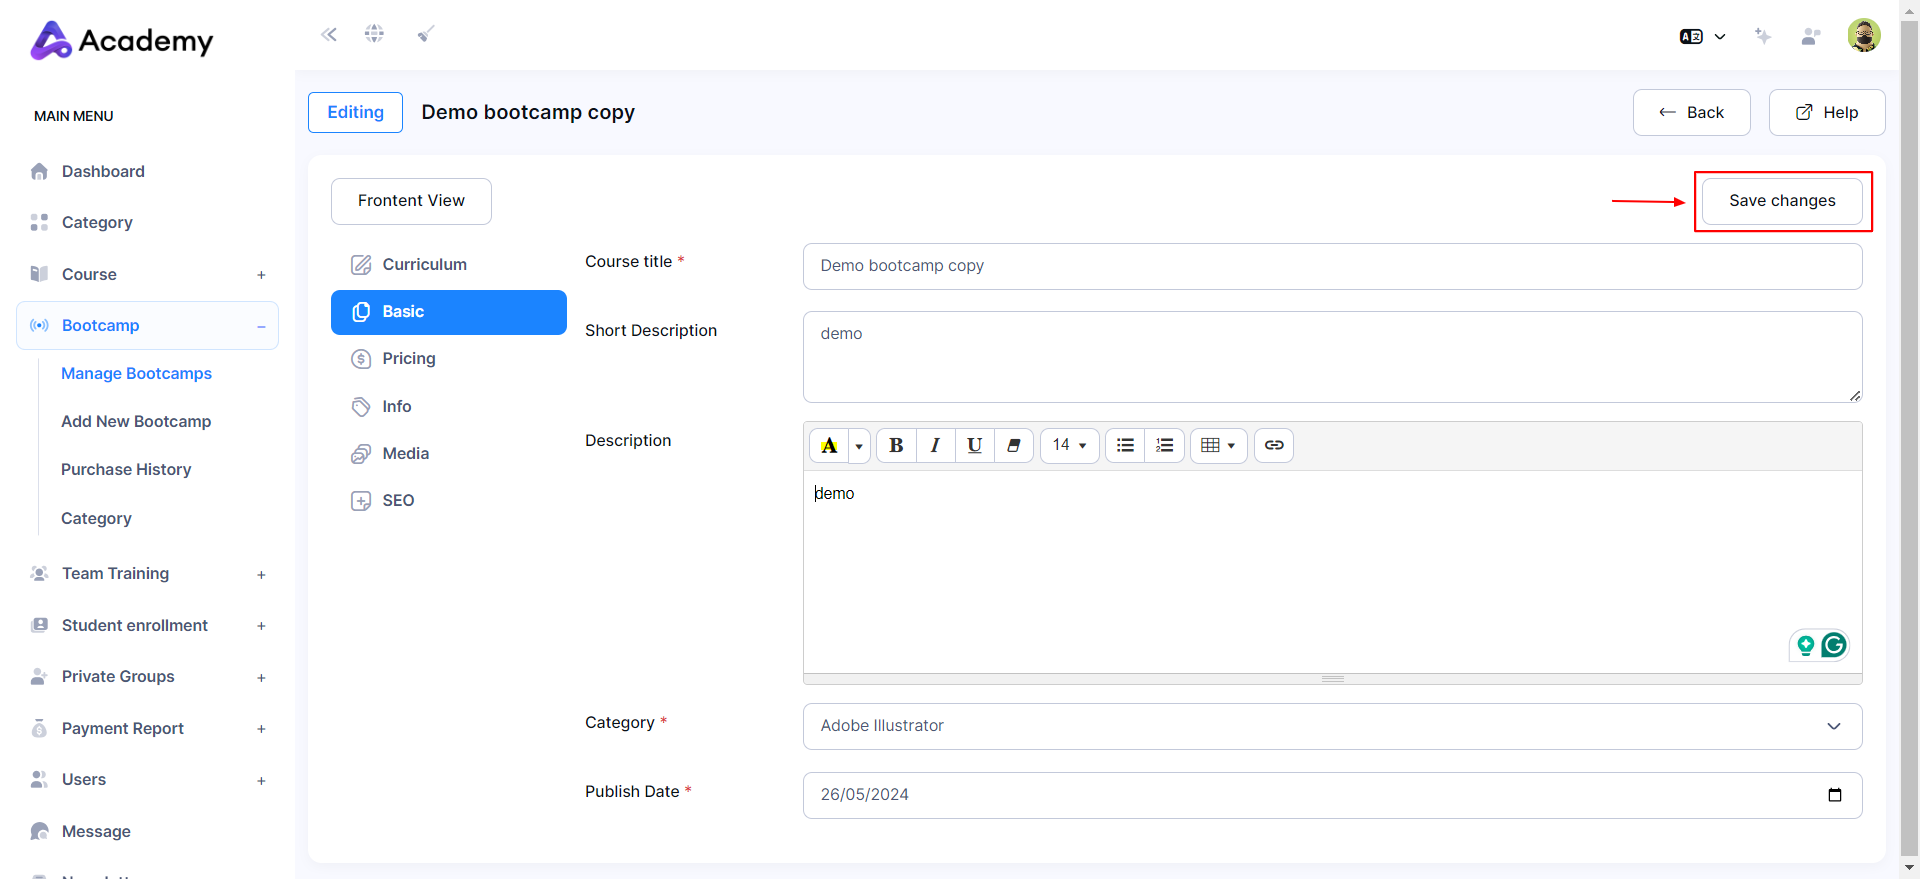 Academy
MAIN MENU
Dashboard
Category
Course +
Bootcamp –
Manage Bootcamps
Add New Bootcamp
Purchase History
Category
Team Training +
Student enrollment +
Private Groups +
Payment Report +
Users +
Message
Editing
Demo bootcamp copy
Back
Help
Frontent View
Save changes
Curriculum
Basic
Pricing
Info
Media
SEO
Course title *
Demo bootcamp copy
Short Description
demo
Description
A B I U 14
demo
Category *
Adobe Illustrator
Publish Date *
26/05/2024